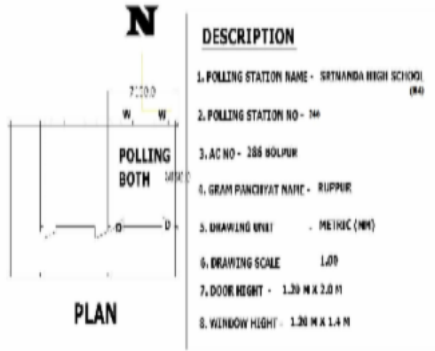 N
DESCRIPTION
1. POLLING STATION NAME - SRINANDA HIGH SCHOOL
2. POLLING STATION NO -
W W
POLLING
BOTH
3. AC NO - 286 BOLPUR
4. GRAM PANCHYAT NAME - RUPPUR
D D
5. DRAWING UNIT . METRIC (MM)
6. DRAWING SCALE 1.00
7. DOOR HIGHT - 1.20 M X 2.0 M
PLAN
8. WINDOW HIGHT - 1.20 M X 1.4 M